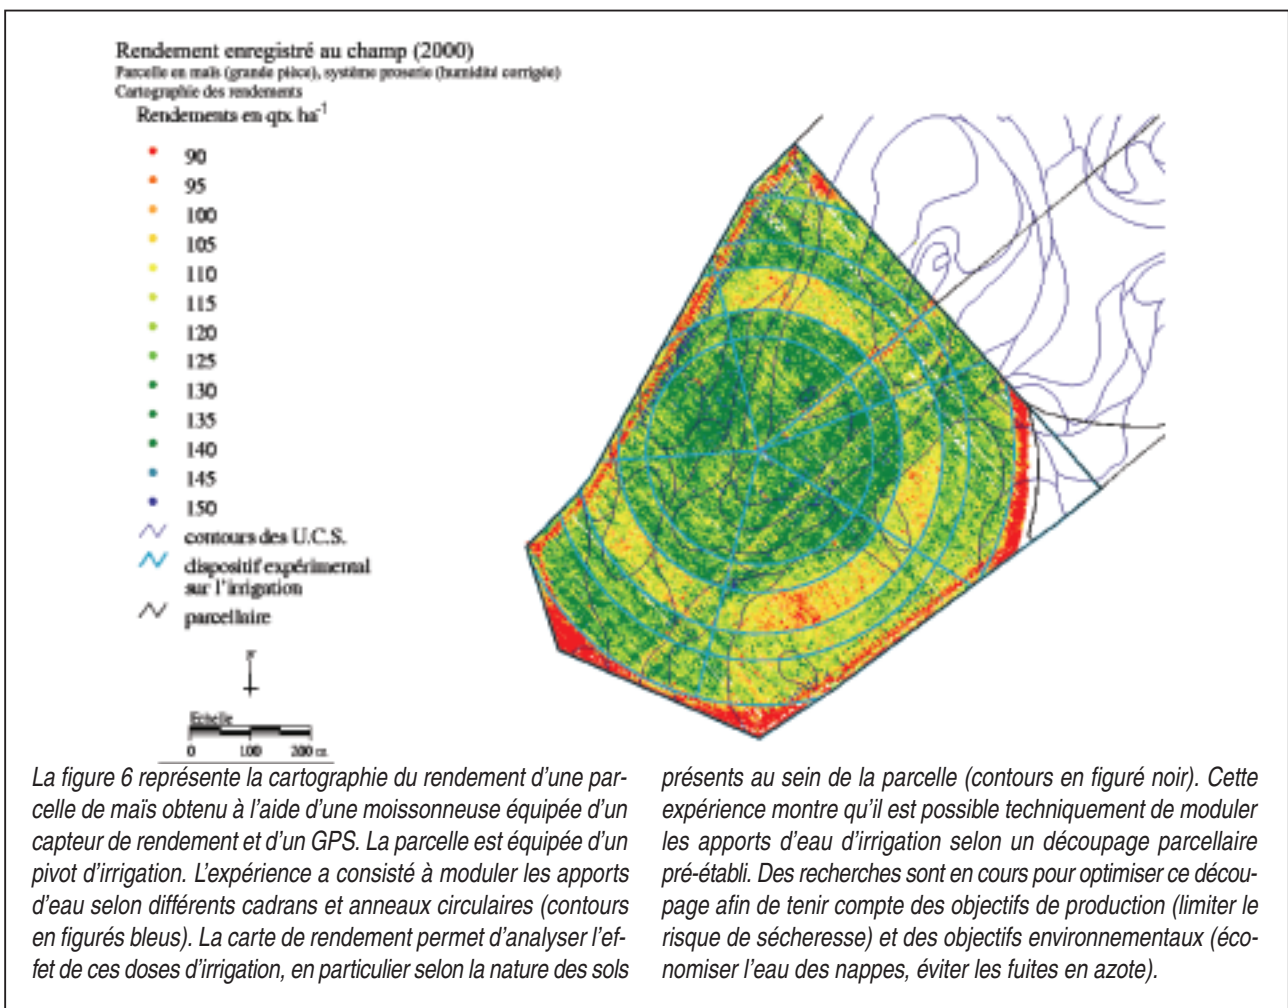 Rendement enregistré au champ (2000)
Parcelle en maïs (grande pièce), système proserie (humidité corrigée)
Cartographie des rendements
Rendements en qtx. ha-1
90
95
100
105
110
115
120
125
130
135
140
145
150
contours des U.C.S.
dispositif expérimental
sur l'irrigation
parcellaire
Echelle
0 100 200 m.
La figure 6 représente la cartographie du rendement d'une par-
celle de maïs obtenu à l'aide d'une moissonneuse équipée d'un
capteur de rendement et d'un GPS. La parcelle est équipée d'un
pivot d'irrigation. L'expérience a consisté à moduler les apports
d'eau selon différents cadrans et anneaux circulaires (contours
en figurés bleus). La carte de rendement permet d'analyser l'ef-
fet de ces doses d'irrigation, en particulier selon la nature des sols
présents au sein de la parcelle (contours en figuré noir). Cette
expérience montre qu'il est possible techniquement de moduler
les apports d'eau d'irrigation selon un découpage parcellaire
pré-établi. Des recherches sont en cours pour optimiser ce décou-
page afin de tenir compte des objectifs de production (limiter le
risque de sécheresse) et des objectifs environnementaux (éco-
nomiser l'eau des nappes, éviter les fuites en azote).